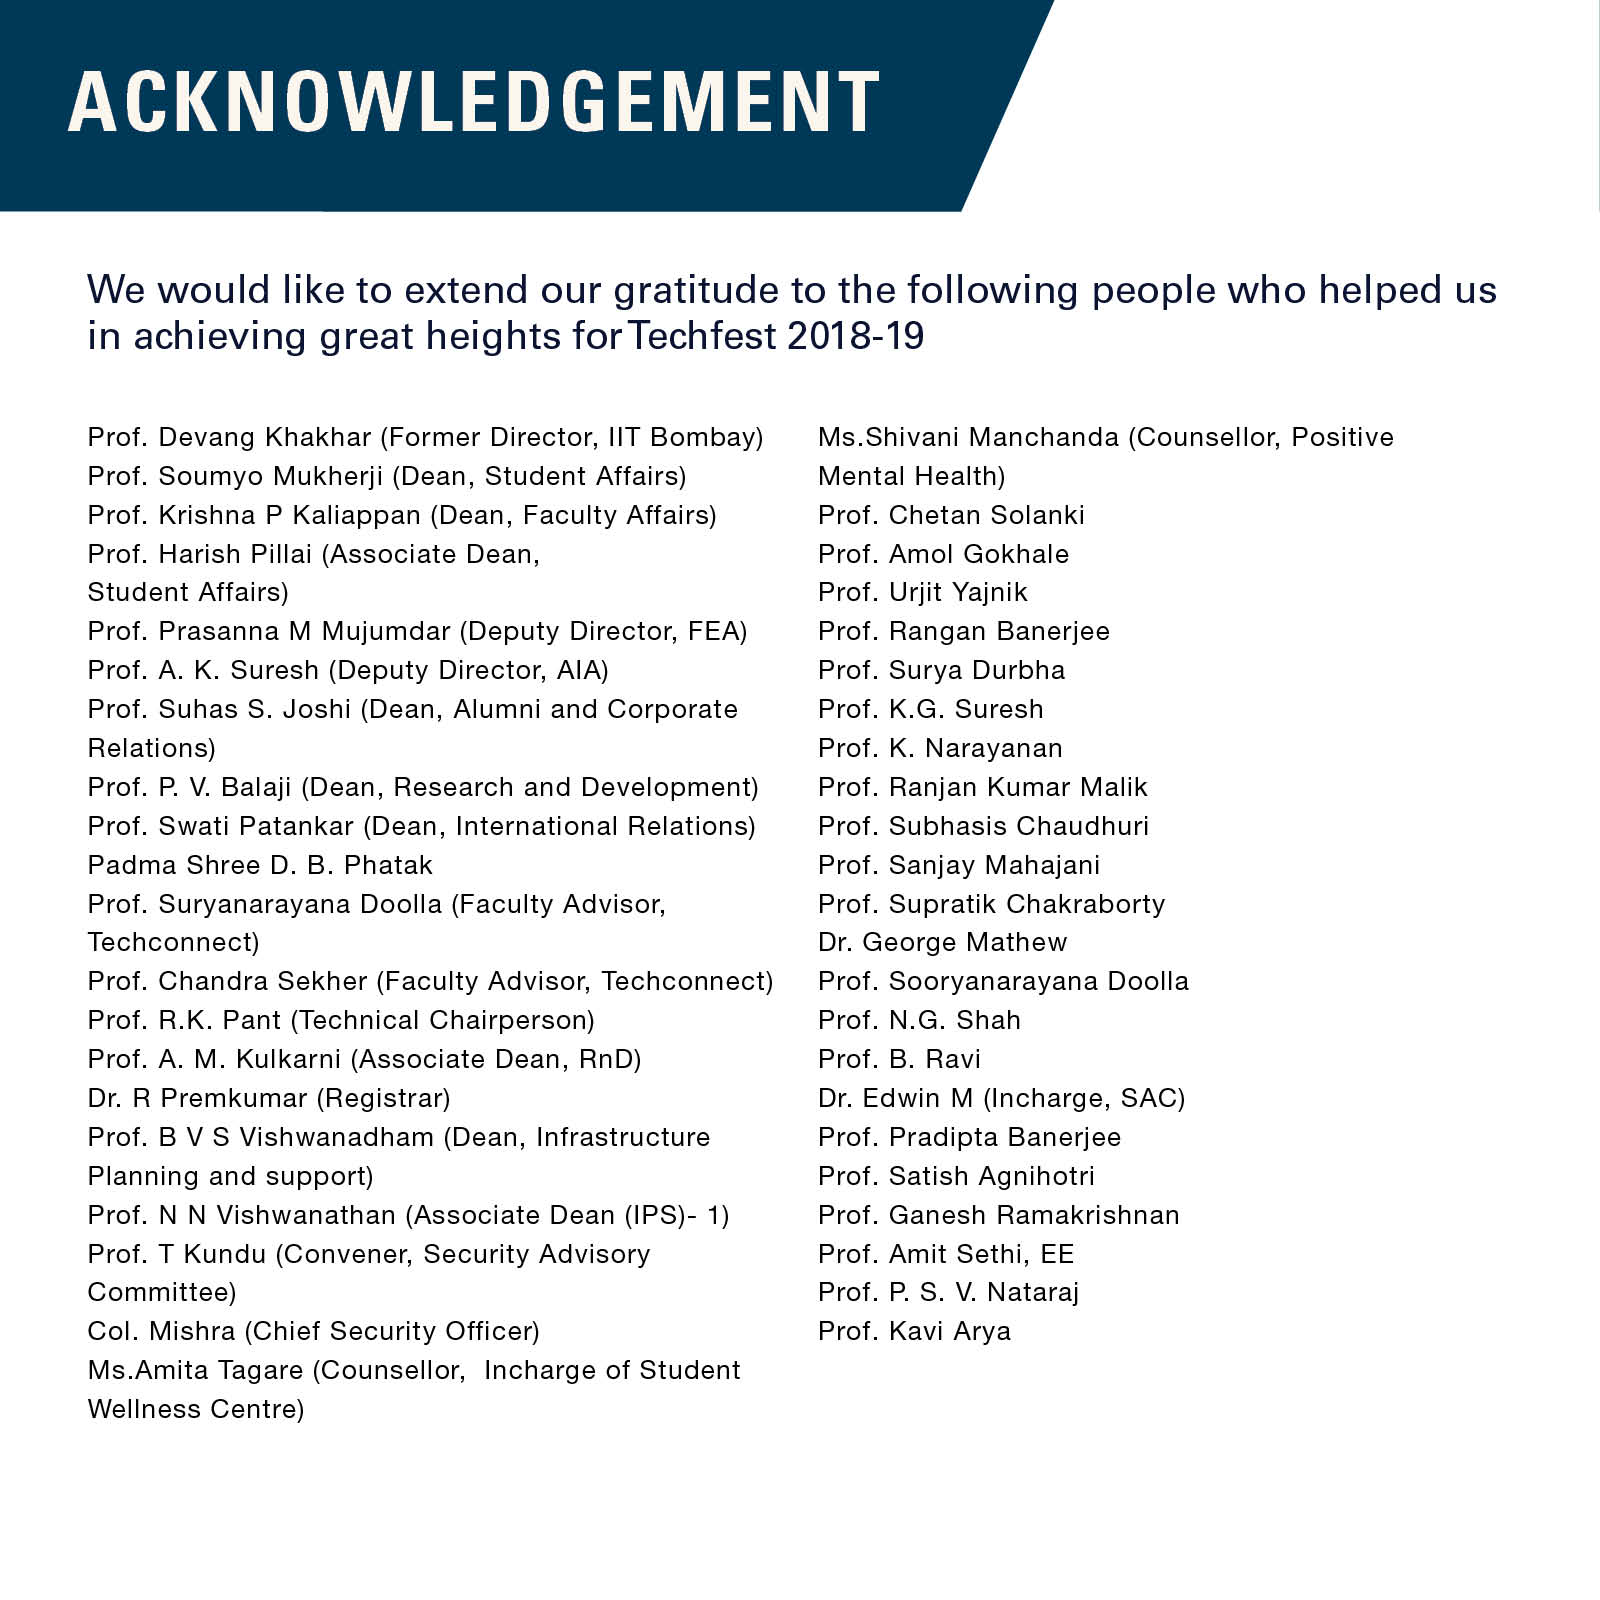 ACKNOWLEDGEMENT
We would like to extend our gratitude to the following people who helped us
in achieving great heights for Techfest 2018-19
Prof. Devang Khakhar (Former Director, IIT Bombay)
Prof. Soumyo Mukherji (Dean, Student Affairs)
Prof. Krishna P Kaliappan (Dean, Faculty Affairs)
Prof. Harish Pillai (Associate Dean,
Student Affairs)
Prof. Prasanna M Mujumdar (Deputy Director, FEA)
Prof. A. K. Suresh (Deputy Director, AIA)
Prof. Suhas S. Joshi (Dean, Alumni and Corporate
Relations)
Prof. P. V. Balaji (Dean, Research and Development)
Prof. Swati Patankar (Dean, International Relations)
Padma Shree D. B. Phatak
Prof. Suryanarayana Doolla (Faculty Advisor,
Techconnect)
Prof. Chandra Sekher (Faculty Advisor, Techconnect)
Prof. R.K. Pant (Technical Chairperson)
Prof. A. M. Kulkarni (Associate Dean, RnD)
Dr. R Premkumar (Registrar)
Prof. B V S Vishwanadham (Dean, Infrastructure
Planning and support)
Prof. N N Vishwanathan (Associate Dean (IPS)- 1)
Prof. T Kundu (Convener, Security Advisory
Committee)
Col. Mishra (Chief Security Officer)
Ms.Amita Tagare (Counsellor,  Incharge of Student
Wellness Centre)
Ms.Shivani Manchanda (Counsellor, Positive
Mental Health)
Prof. Chetan Solanki
Prof. Amol Gokhale
Prof. Urjit Yajnik
Prof. Rangan Banerjee
Prof. Surya Durbha
Prof. K.G. Suresh
Prof. K. Narayanan
Prof. Ranjan Kumar Malik
Prof. Subhasis Chaudhuri
Prof. Sanjay Mahajani
Prof. Supratik Chakraborty
Dr. George Mathew
Prof. Sooryanarayana Doolla
Prof. N.G. Shah
Prof. B. Ravi
Dr. Edwin M (Incharge, SAC)
Prof. Pradipta Banerjee
Prof. Satish Agnihotri
Prof. Ganesh Ramakrishnan
Prof. Amit Sethi, EE
Prof. P. S. V. Nataraj
Prof. Kavi Arya